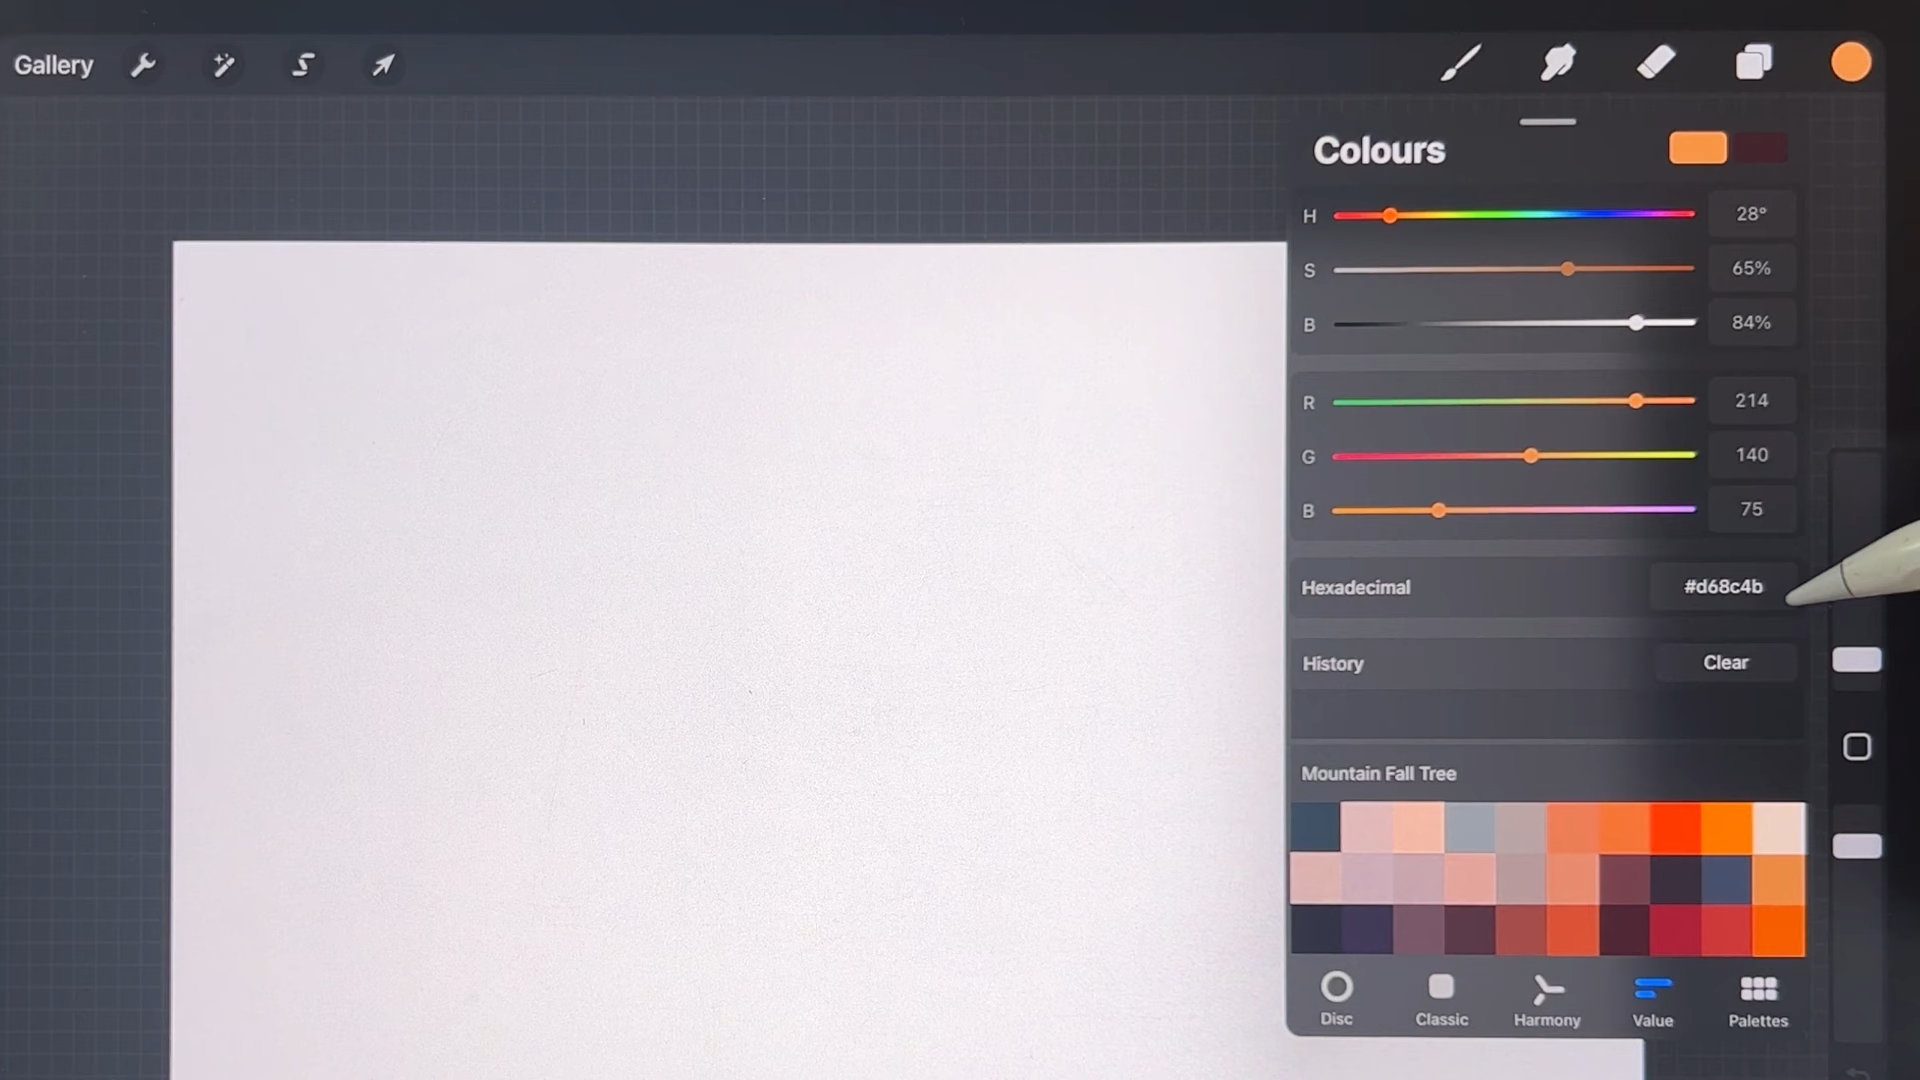 Gallery
Colours
H 28°
S 65%
B 84%
R 214
G 140
B 75
Hexadecimal #d68c4b
History Clear
Mountain Fall Tree
Disc Classic Harmony Value Palettes